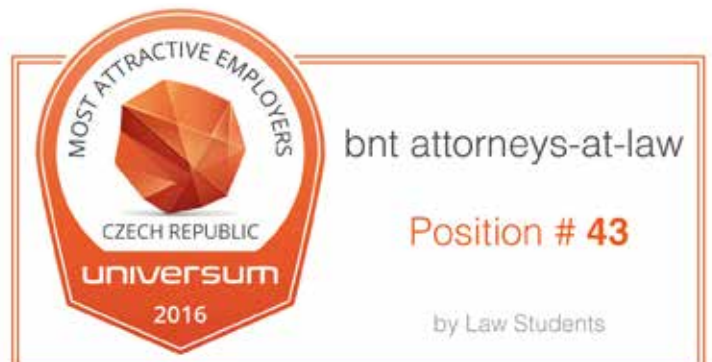 MOST ATTRACTIVE EMPLOYERS
CZECH REPUBLIC
universum
2016
bnt attorneys-at-law
Position # 43
by Law Students